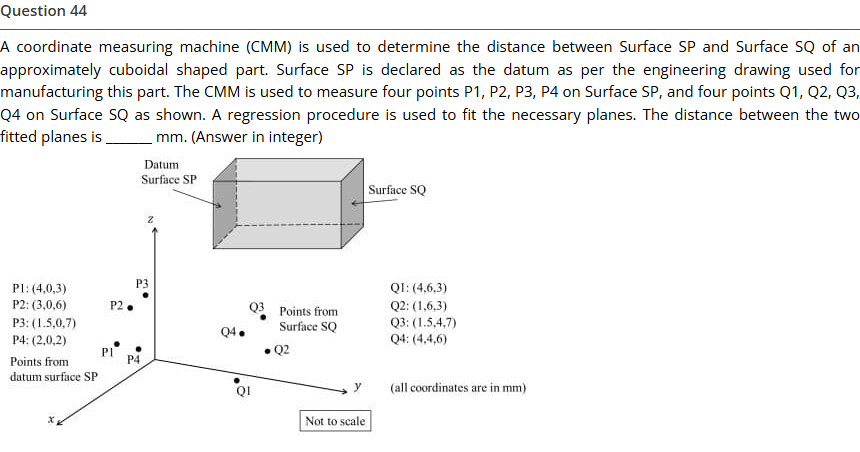 Question 44
A coordinate measuring machine (CMM) is used to determine the distance between Surface SP and Surface SQ of an
approximately cuboidal shaped part. Surface SP is declared as the datum as per the engineering drawing used for
manufacturing this part. The CMM is used to measure four points P1, P2, P3, P4 on Surface SP, and four points Q1, Q2, Q3,
Q4 on Surface SQ as shown. A regression procedure is used to fit the necessary planes. The distance between the two
fitted planes is ______ mm. (Answer in integer)
Datum
Surface SP
Surface SQ
z
P1: (4,0,3)
P2: (3,0,6)
P3: (1.5,0,7)
P4: (2,0,2)
Points from
datum surface SP
P3
P2
P1
P4
Q3
Q4
Points from
Surface SQ
Q2
Q1
y
x
Q1: (4,6,3)
Q2: (1,6,3)
Q3: (1.5,4,7)
Q4: (4,4,6)
(all coordinates are in mm)
Not to scale